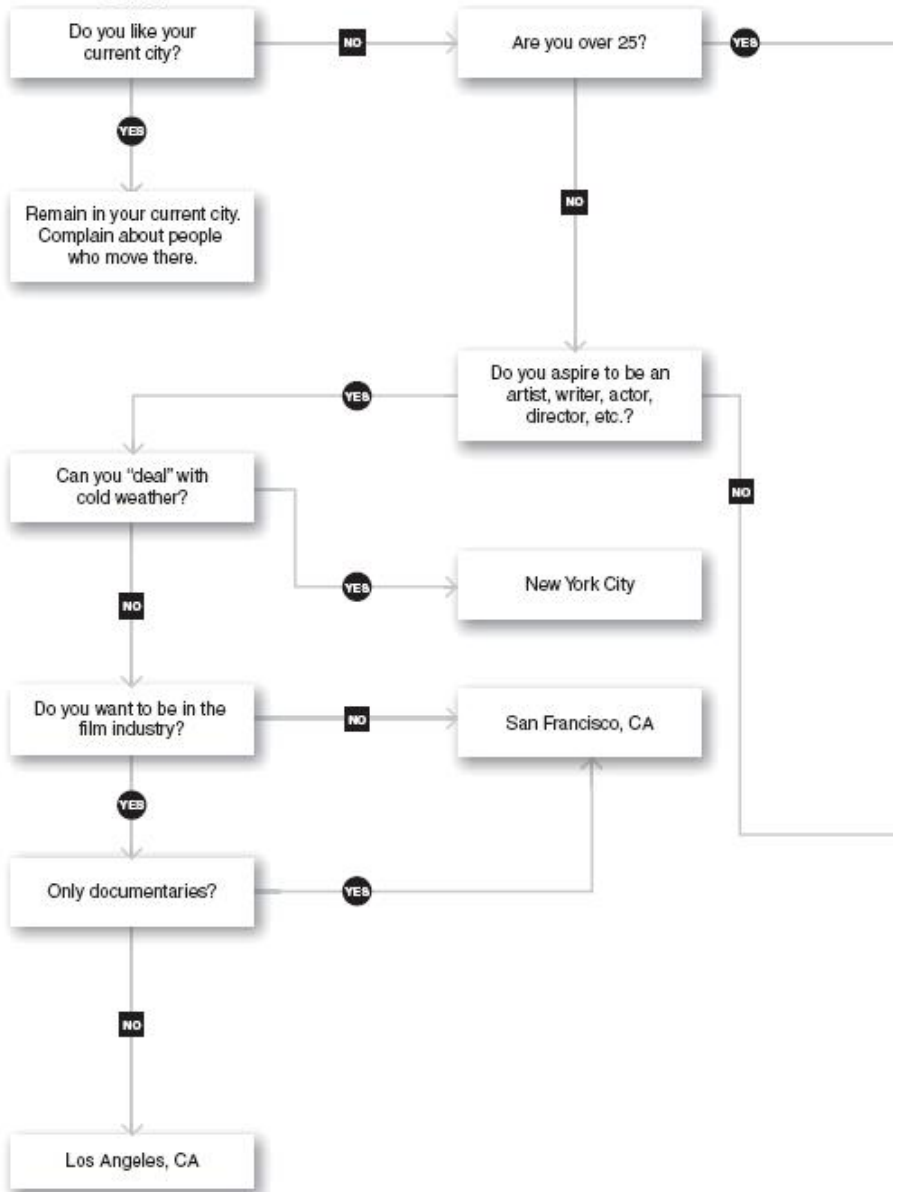 Do you like your
current city?
NO
Are you over 25?
YES
YES
NO
Remain in your current city.
Complain about people
who move there.
Do you aspire to be an
artist, writer, actor,
director, etc.?
YES
NO
Can you “deal” with
cold weather?
YES
New York City
NO
Do you want to be in the
film industry?
NO
San Francisco, CA
YES
Only documentaries?
YES
NO
Los Angeles, CA